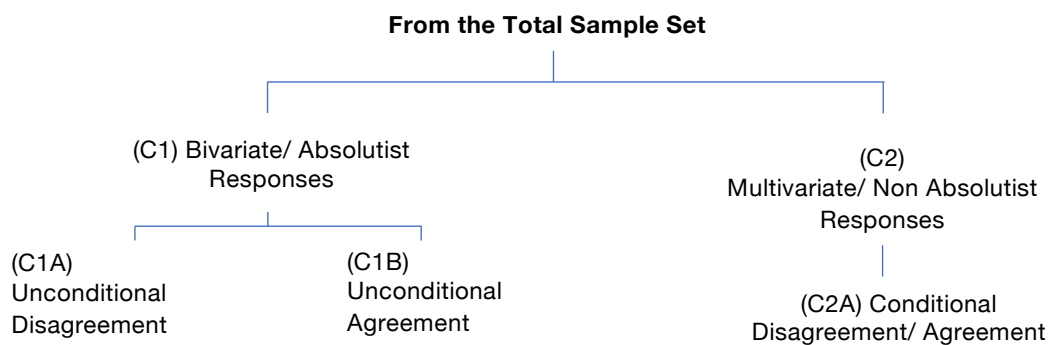 From the Total Sample Set
(C1) Bivariate/ Absolutist
Responses
(C2)
Multivariate/ Non Absolutist
Responses
(C1A)
Unconditional
Disagreement
(C1B)
Unconditional
Agreement
(C2A) Conditional
Disagreement/ Agreement